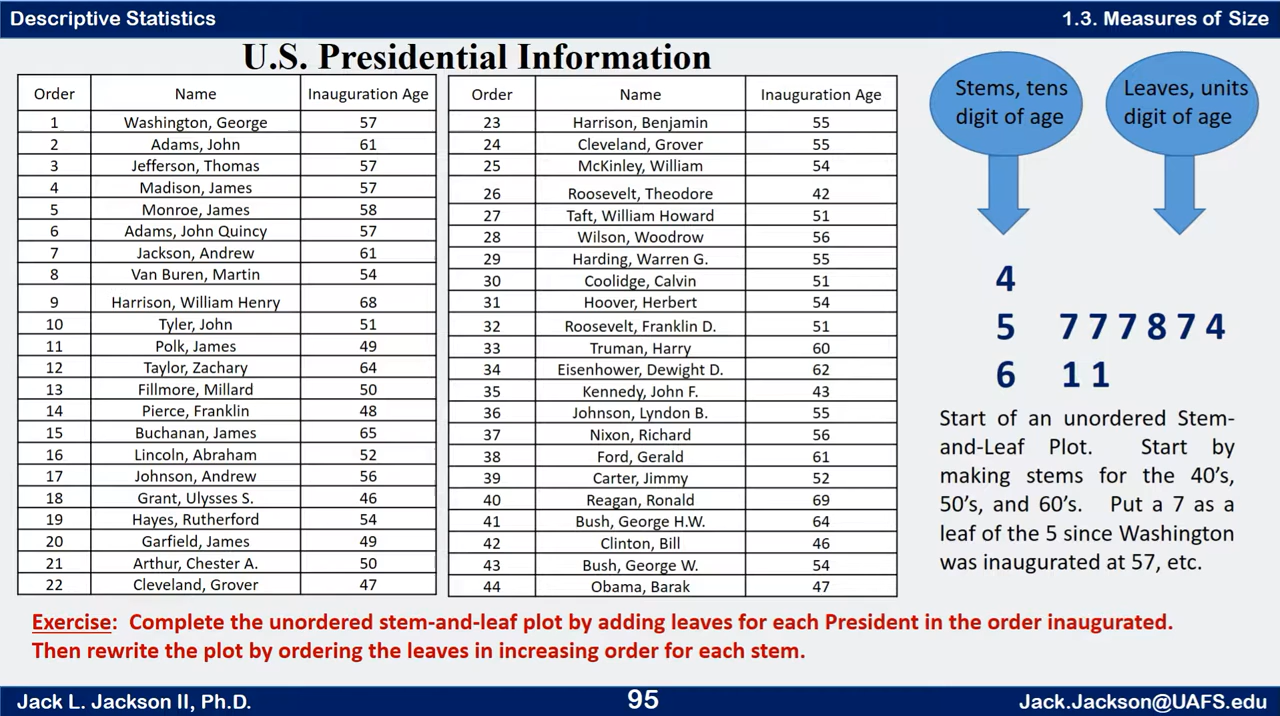 Descriptive Statistics
1.3. Measures of Size
U.S. Presidential Information
Order Name Inauguration Age
1 Washington, George 57
2 Adams, John 61
3 Jefferson, Thomas 57
4 Madison, James 57
5 Monroe, James 58
6 Adams, John Quincy 57
7 Jackson, Andrew 61
8 Van Buren, Martin 54
9 Harrison, William Henry 68
10 Tyler, John 51
11 Polk, James 49
12 Taylor, Zachary 64
13 Fillmore, Millard 50
14 Pierce, Franklin 48
15 Buchanan, James 65
16 Lincoln, Abraham 52
17 Johnson, Andrew 56
18 Grant, Ulysses S. 46
19 Hayes, Rutherford 54
20 Garfield, James 49
21 Arthur, Chester A. 50
22 Cleveland, Grover 47
Order Name Inauguration Age
23 Harrison, Benjamin 55
24 Cleveland, Grover 55
25 McKinley, William 54
26 Roosevelt, Theodore 42
27 Taft, William Howard 51
28 Wilson, Woodrow 56
29 Harding, Warren G. 55
30 Coolidge, Calvin 51
31 Hoover, Herbert 54
32 Roosevelt, Franklin D. 51
33 Truman, Harry 60
34 Eisenhower, Dewight D. 62
35 Kennedy, John F. 43
36 Johnson, Lyndon B. 55
37 Nixon, Richard 56
38 Ford, Gerald 61
39 Carter, Jimmy 52
40 Reagan, Ronald 69
41 Bush, George H.W. 64
42 Clinton, Bill 46
43 Bush, George W. 54
44 Obama, Barak 47
Stems, tens
digit of age
Leaves, units
digit of age
4
5 7 7 7 8 7 4
6 1 1
Start of an unordered Stem-
and-Leaf Plot. Start by
making stems for the 40's,
50's, and 60's. Put a 7 as a
leaf of the 5 since Washington
was inaugurated at 57, etc.
Exercise: Complete the unordered stem-and-leaf plot by adding leaves for each President in the order inaugurated.
Then rewrite the plot by ordering the leaves in increasing order for each stem.
Jack L. Jackson II, Ph.D.
95
Jack.Jackson@UAFS.edu